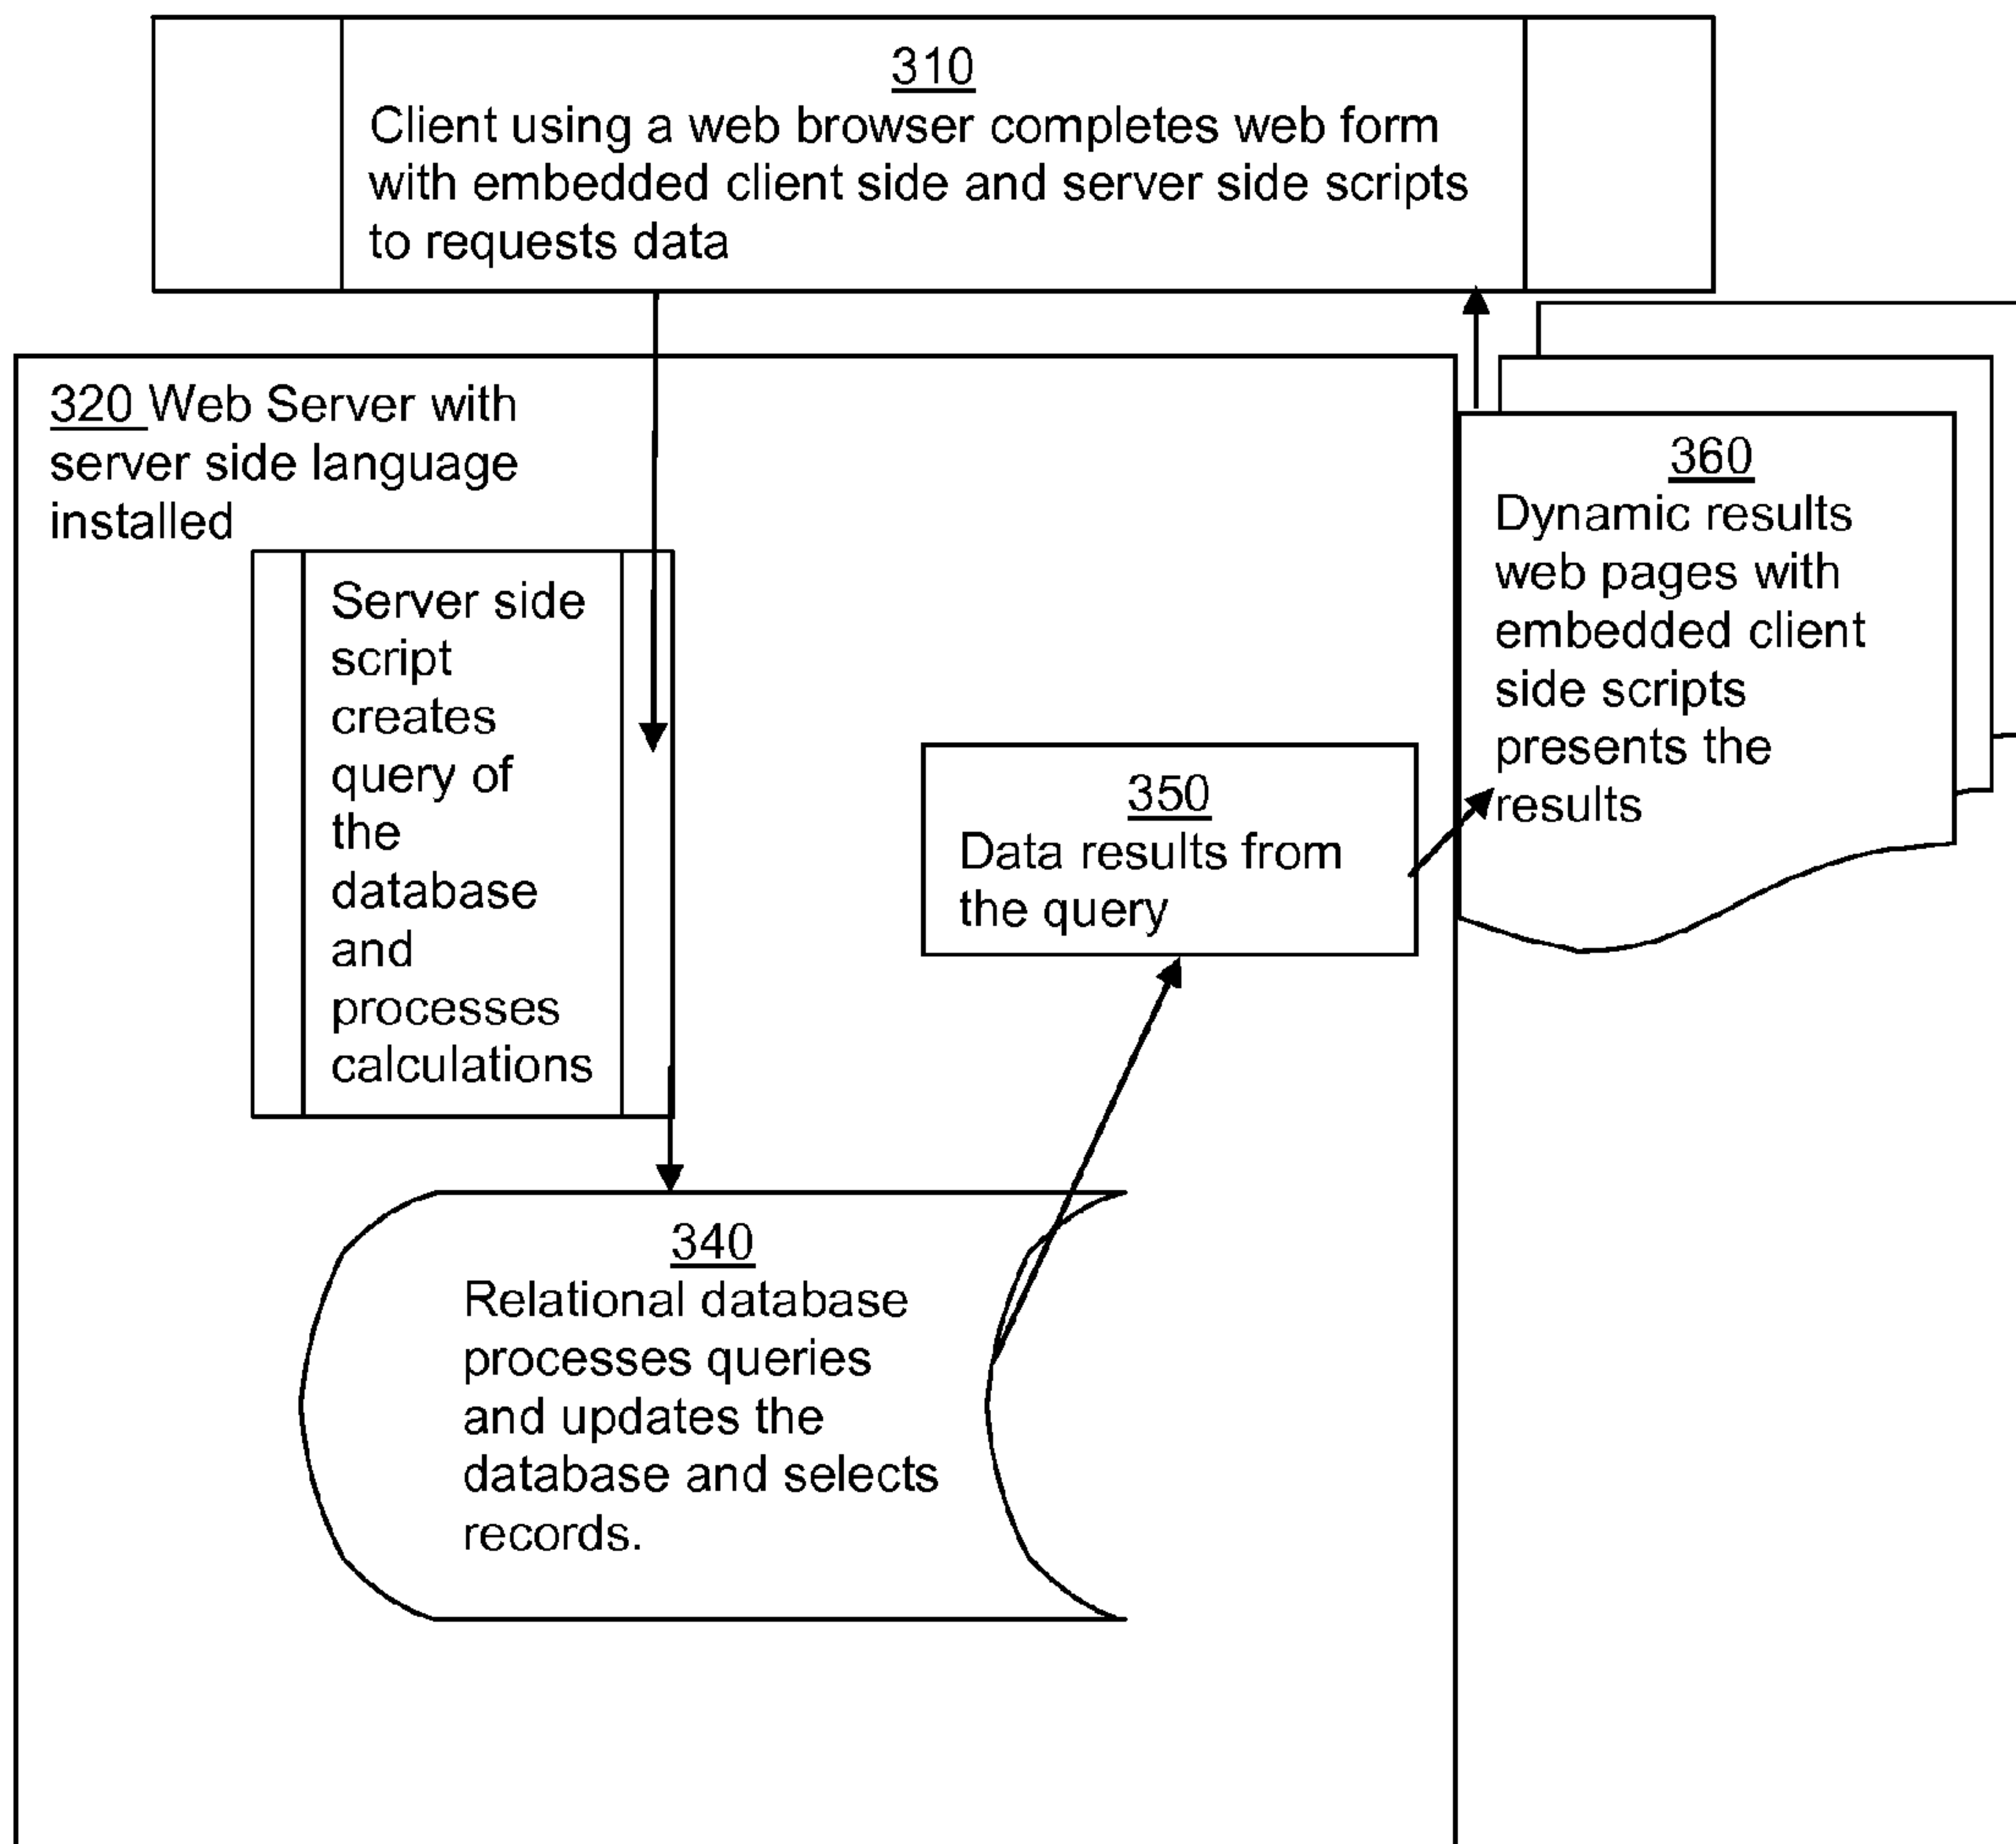 310
Client using a web browser completes web form
with embedded client side and server side scripts
to requests data
320 Web Server with
server side language
installed
Server side
script
creates
query of
the
database
and
processes
calculations
340
Relational database
processes queries
and updates the
database and selects
records.
350
Data results from
the query
360
Dynamic results
web pages with
embedded client
side scripts
presents the
results